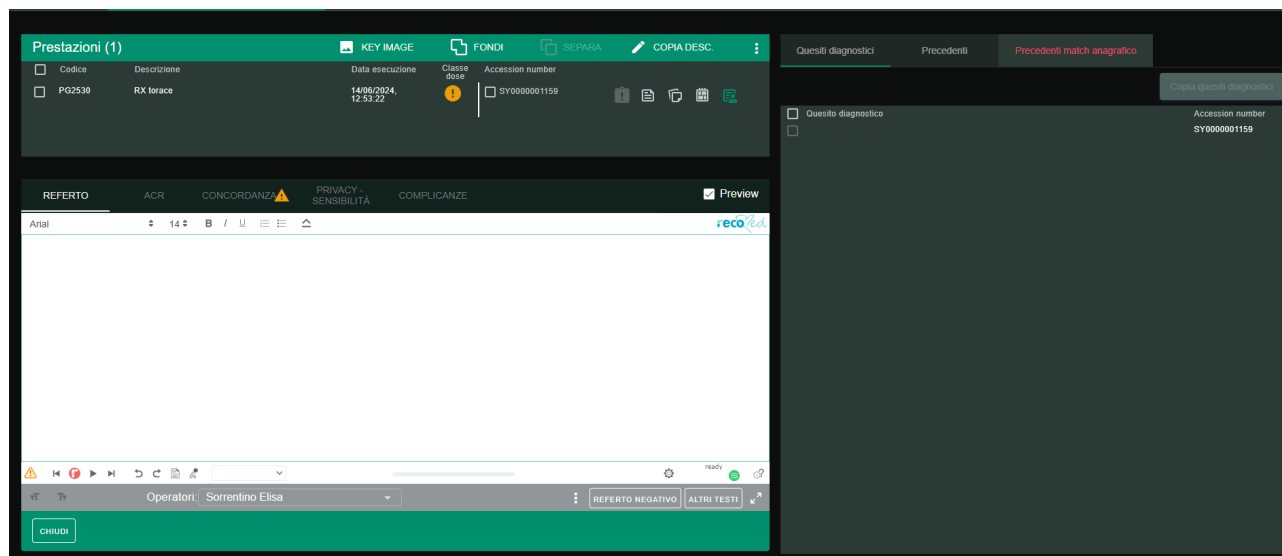 Prestazioni (1) KEY IMAGE FONDI SEPARA COPIA DESC.
Codice Descrizione Data esecuzione Classe dose Accession number
PG2530 RX torace 14/06/2024, 12:53:22 SY0000001159
REFERTO ACR CONCORDANZA PRIVACY - SENSIBILITÀ COMPLICANZE Preview
Arial 14 B I U recoMed
ready
Tr Operatori: Sorrentino Elisa REFERTO NEGATIVO ALTRI TESTI
CHIUDI
Quesiti diagnostici Precedenti Precedenti match anagrafico
Copia quesiti diagnostici
Quesito diagnostico Accession number
SY0000001159